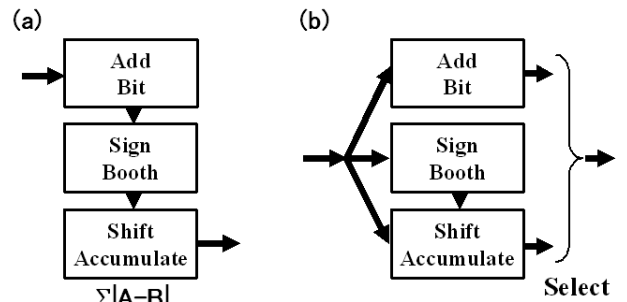 (a)
Add
Bit
Sign
Booth
Shift
Accumulate
Σ|A-B|
(b)
Add
Bit
Sign
Booth
Shift
Accumulate
Select